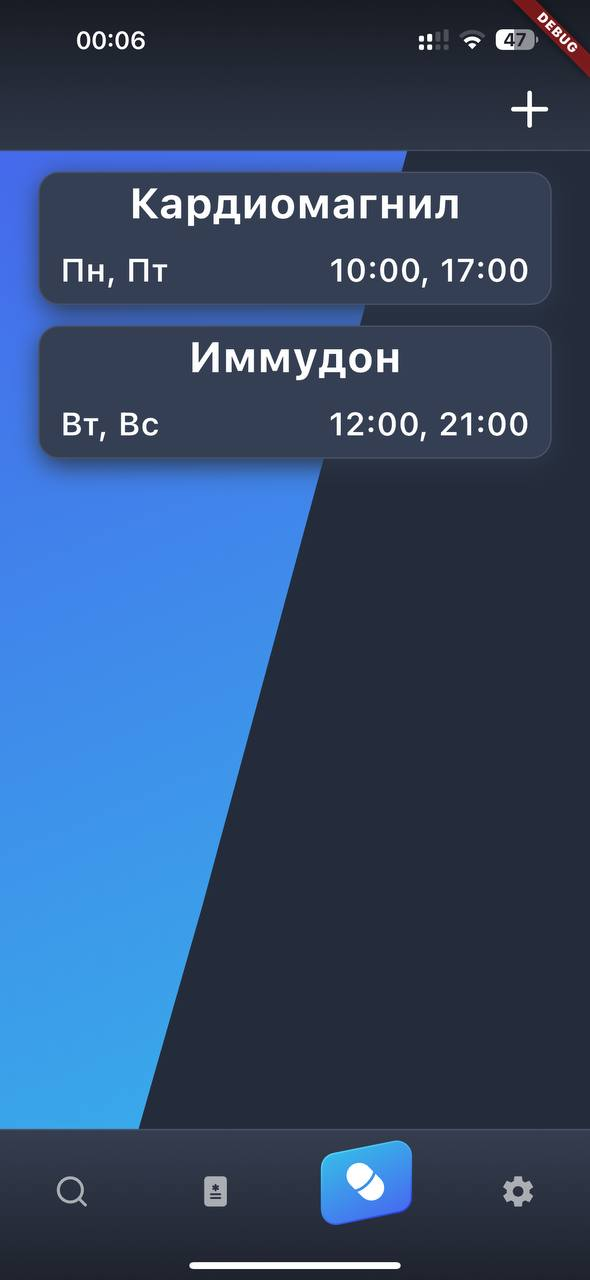 00:06
47
DEBUG
Кардиомагнил
Пн, Пт 10:00, 17:00
Иммудон
Вт, Вс 12:00, 21:00